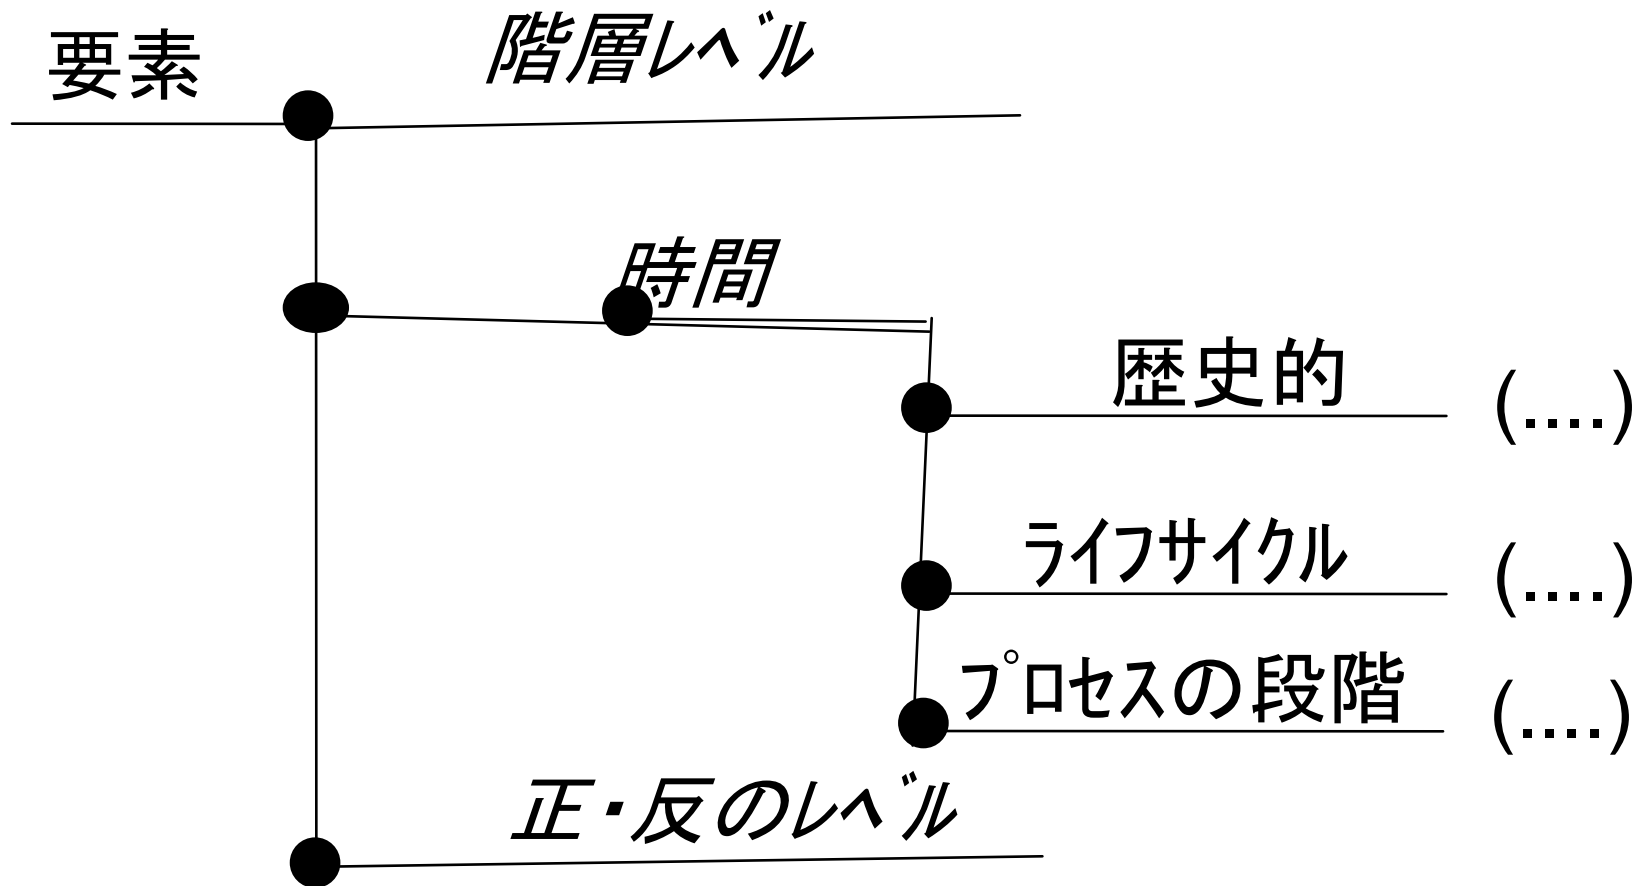 要素
階層ﾚﾍﾞﾙ
時間
歴史的 (....)
ﾗｲﾌｻｲｸﾙ (....)
ﾌﾟﾛｾｽの段階 (....)
正・反のﾚﾍﾞﾙ